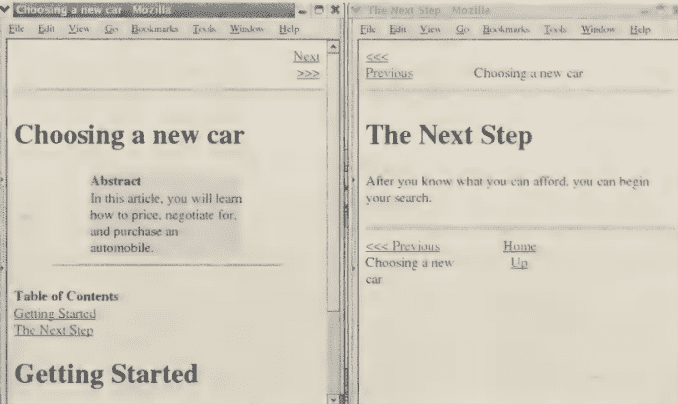 Choosing a new car Mozilla
File Edit View Go Bookmarks Tools Window Help
Next
>>>
Choosing a new car
Abstract
In this article, you will learn
how to price, negotiate for,
and purchase an
automobile.
Table of Contents
Getting Started
The Next Step
Getting Started
The Next Step Mozilla
File Edit View Go Bookmarks Tools Window Help
<<<
Previous Choosing a new car
The Next Step
After you know what you can afford, you can begin
your search.
<<< Previous Home
Choosing a new Up
car